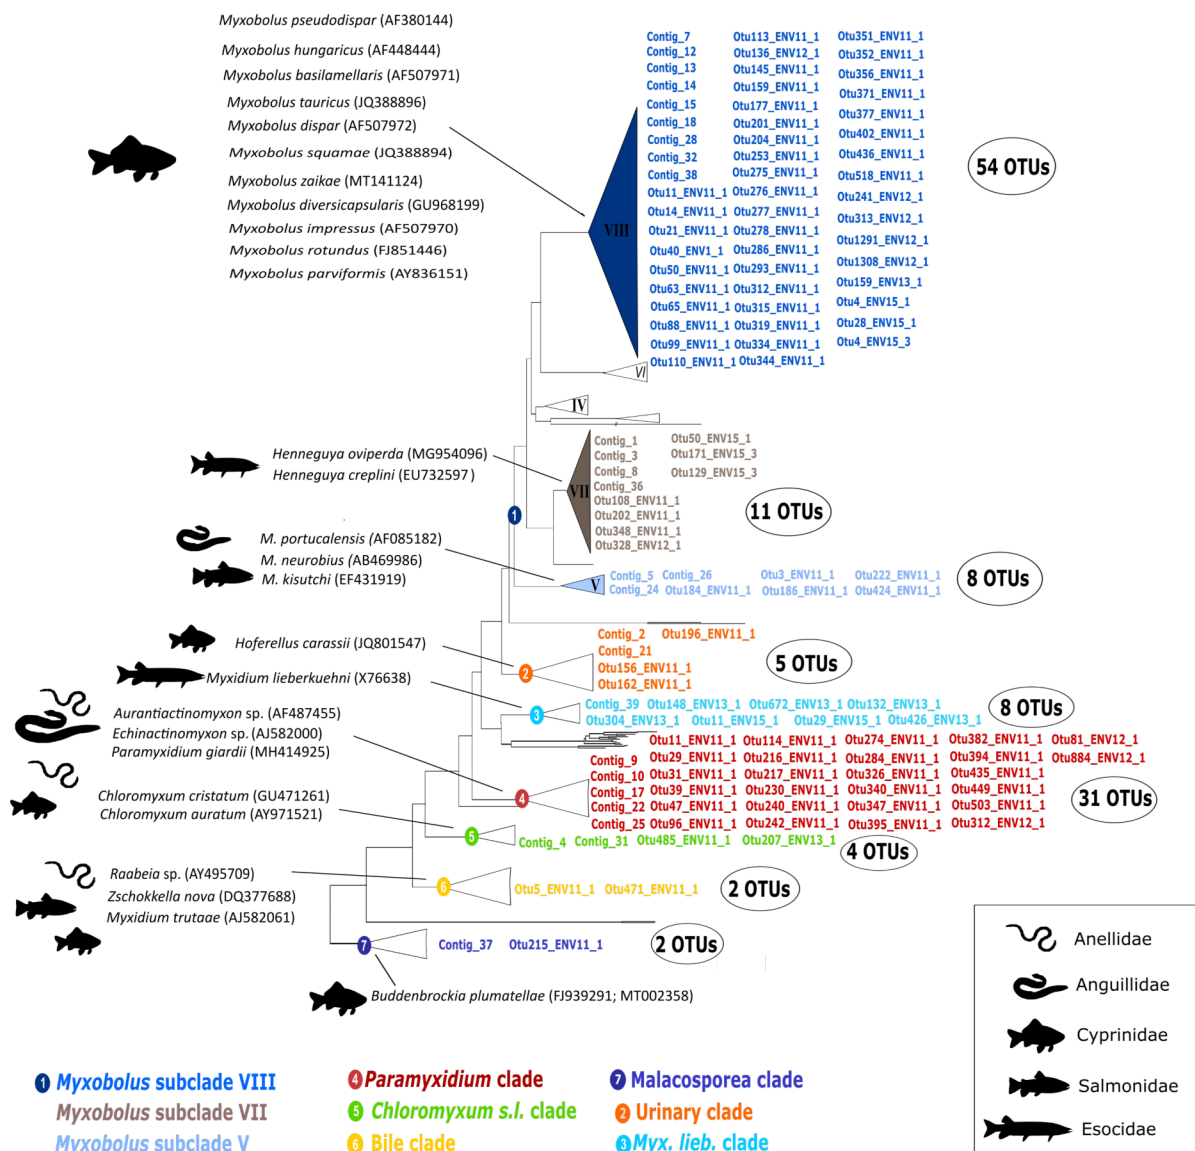 Myxobolus pseudodispar (AF380144)
Myxobolus hungaricus (AF448444)
Myxobolus basilamellaris (AF507971)
Myxobolus tauricus (JQ388896)
Myxobolus dispar (AF507972)
Myxobolus squamae (JQ388894)
Myxobolus zaikae (MT141124)
Myxobolus diversicapsularis (GU968199)
Myxobolus impressus (AF507970)
Myxobolus rotundus (FJ851446)
Myxobolus parviformis (AY836151)
VIII
Contig_7 Otu113_ENV11_1 Otu351_ENV11_1
Contig_12 Otu136_ENV12_1 Otu352_ENV11_1
Contig_13 Otu145_ENV11_1 Otu356_ENV11_1
Contig_14 Otu159_ENV11_1 Otu371_ENV11_1
Contig_15 Otu177_ENV11_1 Otu377_ENV11_1
Contig_18 Otu201_ENV11_1 Otu402_ENV11_1
Contig_28 Otu204_ENV11_1 Otu436_ENV11_1
Contig_32 Otu253_ENV11_1 Otu518_ENV11_1
Contig_38 Otu275_ENV11_1 Otu241_ENV12_1
Otu11_ENV11_1 Otu276_ENV11_1 Otu313_ENV12_1
Otu14_ENV11_1 Otu277_ENV11_1 Otu1291_ENV12_1
Otu21_ENV11_1 Otu278_ENV11_1 Otu1308_ENV12_1
Otu40_ENV1_1 Otu286_ENV11_1 Otu159_ENV13_1
Otu50_ENV11_1 Otu293_ENV11_1 Otu4_ENV15_1
Otu63_ENV11_1 Otu312_ENV11_1 Otu28_ENV15_1
Otu65_ENV11_1 Otu315_ENV11_1 Otu4_ENV15_3
Otu88_ENV11_1 Otu319_ENV11_1
Otu99_ENV11_1 Otu334_ENV11_1
Otu110_ENV11_1 Otu344_ENV11_1
54 OTUs
VI
IV
Henneguya oviperda (MG954096)
Henneguya creplini (EU732597)
VII
Contig_1 Otu50_ENV15_1
Contig_3 Otu171_ENV15_3
Contig_8 Otu129_ENV15_3
Contig_36
Otu108_ENV11_1
Otu202_ENV11_1
Otu348_ENV11_1
Otu328_ENV12_1
11 OTUs
1
M. portucalensis (AF085182)
M. neurobius (AB469986)
M. kisutchi (EF431919)
V
Contig_5 Contig_26 Otu3_ENV11_1 Otu222_ENV11_1
Contig_24 Otu184_ENV11_1 Otu186_ENV11_1 Otu424_ENV11_1
8 OTUs
Hoferellus carassii (JQ801547)
2
Contig_2 Otu196_ENV11_1
Contig_21
Otu156_ENV11_1
Otu162_ENV11_1
5 OTUs
Myxidium lieberkuehni (X76638)
3
Contig_39 Otu148_ENV13_1 Otu672_ENV13_1 Otu132_ENV13_1
Otu304_ENV13_1 Otu11_ENV15_1 Otu29_ENV15_1 Otu426_ENV13_1
8 OTUs
Aurantiactinomyxon sp. (AF487455)
Echinactinomyxon sp. (AJ582000)
Paramyxidium giardii (MH414925)
4
Otu11_ENV11_1 Otu114_ENV11_1 Otu274_ENV11_1 Otu382_ENV11_1 Otu81_ENV12_1
Contig_9 Otu29_ENV11_1 Otu216_ENV11_1 Otu284_ENV11_1 Otu394_ENV11_1 Otu884_ENV12_1
Contig_10 Otu31_ENV11_1 Otu217_ENV11_1 Otu326_ENV11_1 Otu435_ENV11_1
Contig_17 Otu39_ENV11_1 Otu230_ENV11_1 Otu340_ENV11_1 Otu449_ENV11_1
Contig_22 Otu47_ENV11_1 Otu240_ENV11_1 Otu347_ENV11_1 Otu503_ENV11_1
Contig_25 Otu96_ENV11_1 Otu242_ENV11_1 Otu395_ENV11_1 Otu312_ENV12_1
31 OTUs
Chloromyxum cristatum (GU471261)
Chloromyxum auratum (AY971521)
5
Contig_4 Contig_31 Otu485_ENV11_1 Otu207_ENV13_1
4 OTUs
Raabeia sp. (AY495709)
Zschokkella nova (DQ377688)
Myxidium trutaae (AJ582061)
6
Otu5_ENV11_1 Otu471_ENV11_1
2 OTUs
7
Contig_37 Otu215_ENV11_1
2 OTUs
Buddenbrockia plumatellae (FJ939291; MT002358)
Anellidae
Anguillidae
Cyprinidae
Salmonidae
Esocidae
1 Myxobolus subclade VIII
Myxobolus subclade VII
Myxobolus subclade V
4 Paramyxidium clade
5 Chloromyxum s.l. clade
6 Bile clade
7 Malacosporea clade
2 Urinary clade
3 Myx. lieb. clade